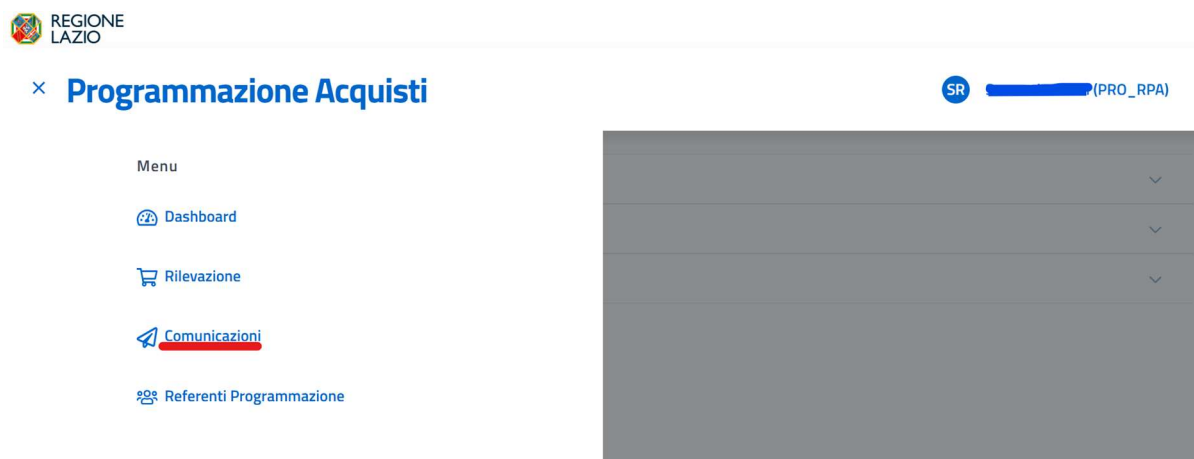 REGIONE
LAZIO
Programmazione Acquisti
SR (PRO_RPA)
Menu
Dashboard
Rilevazione
Comunicazioni
Referenti Programmazione